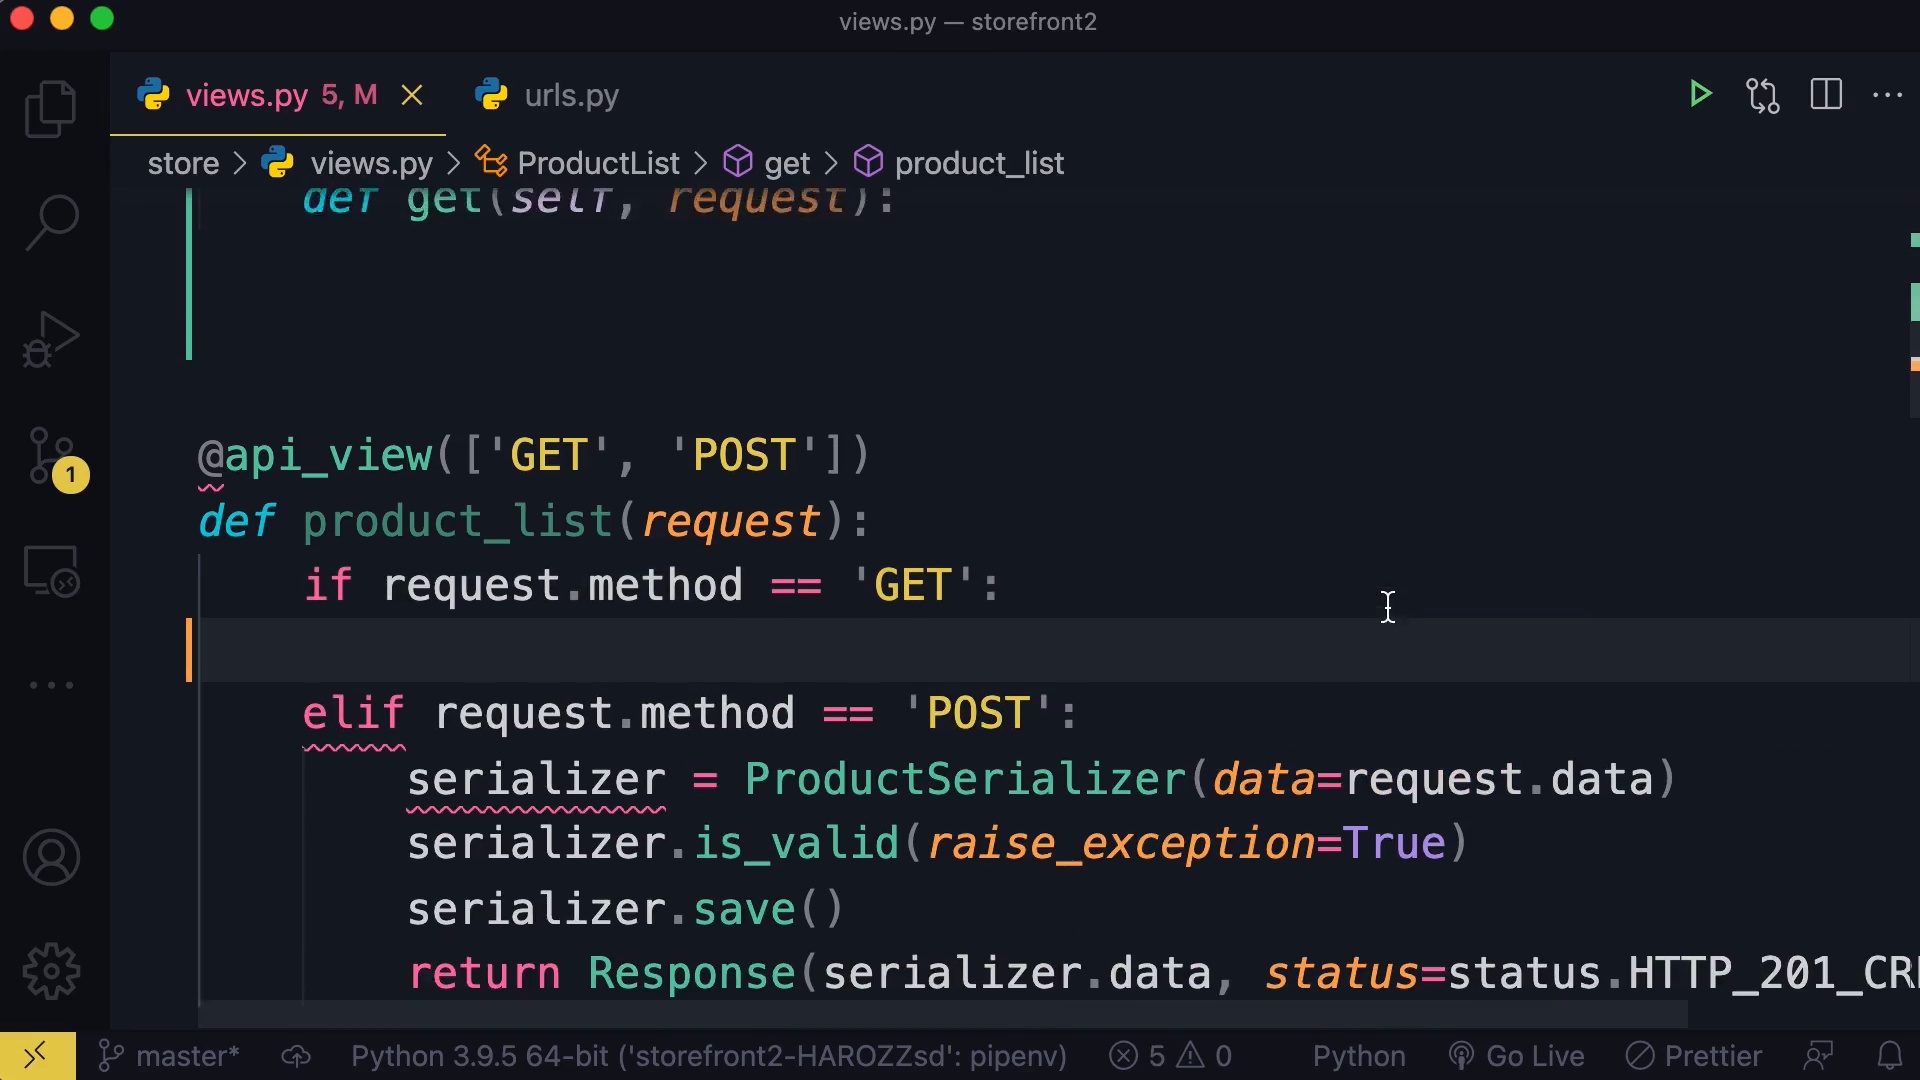 views.py — storefront2
views.py 5, M
urls.py
store > views.py > ProductList > get > product_list
def get(self, request):
@api_view(['GET', 'POST'])
def product_list(request):
if request.method == 'GET':
elif request.method == 'POST':
serializer = ProductSerializer(data=request.data)
serializer.is_valid(raise_exception=True)
serializer.save()
return Response(serializer.data, status=status.HTTP_201_CR
1
master*
Python 3.9.5 64-bit ('storefront2-HAROZZsd': pipenv)
5
0
Python
Go Live
Prettier